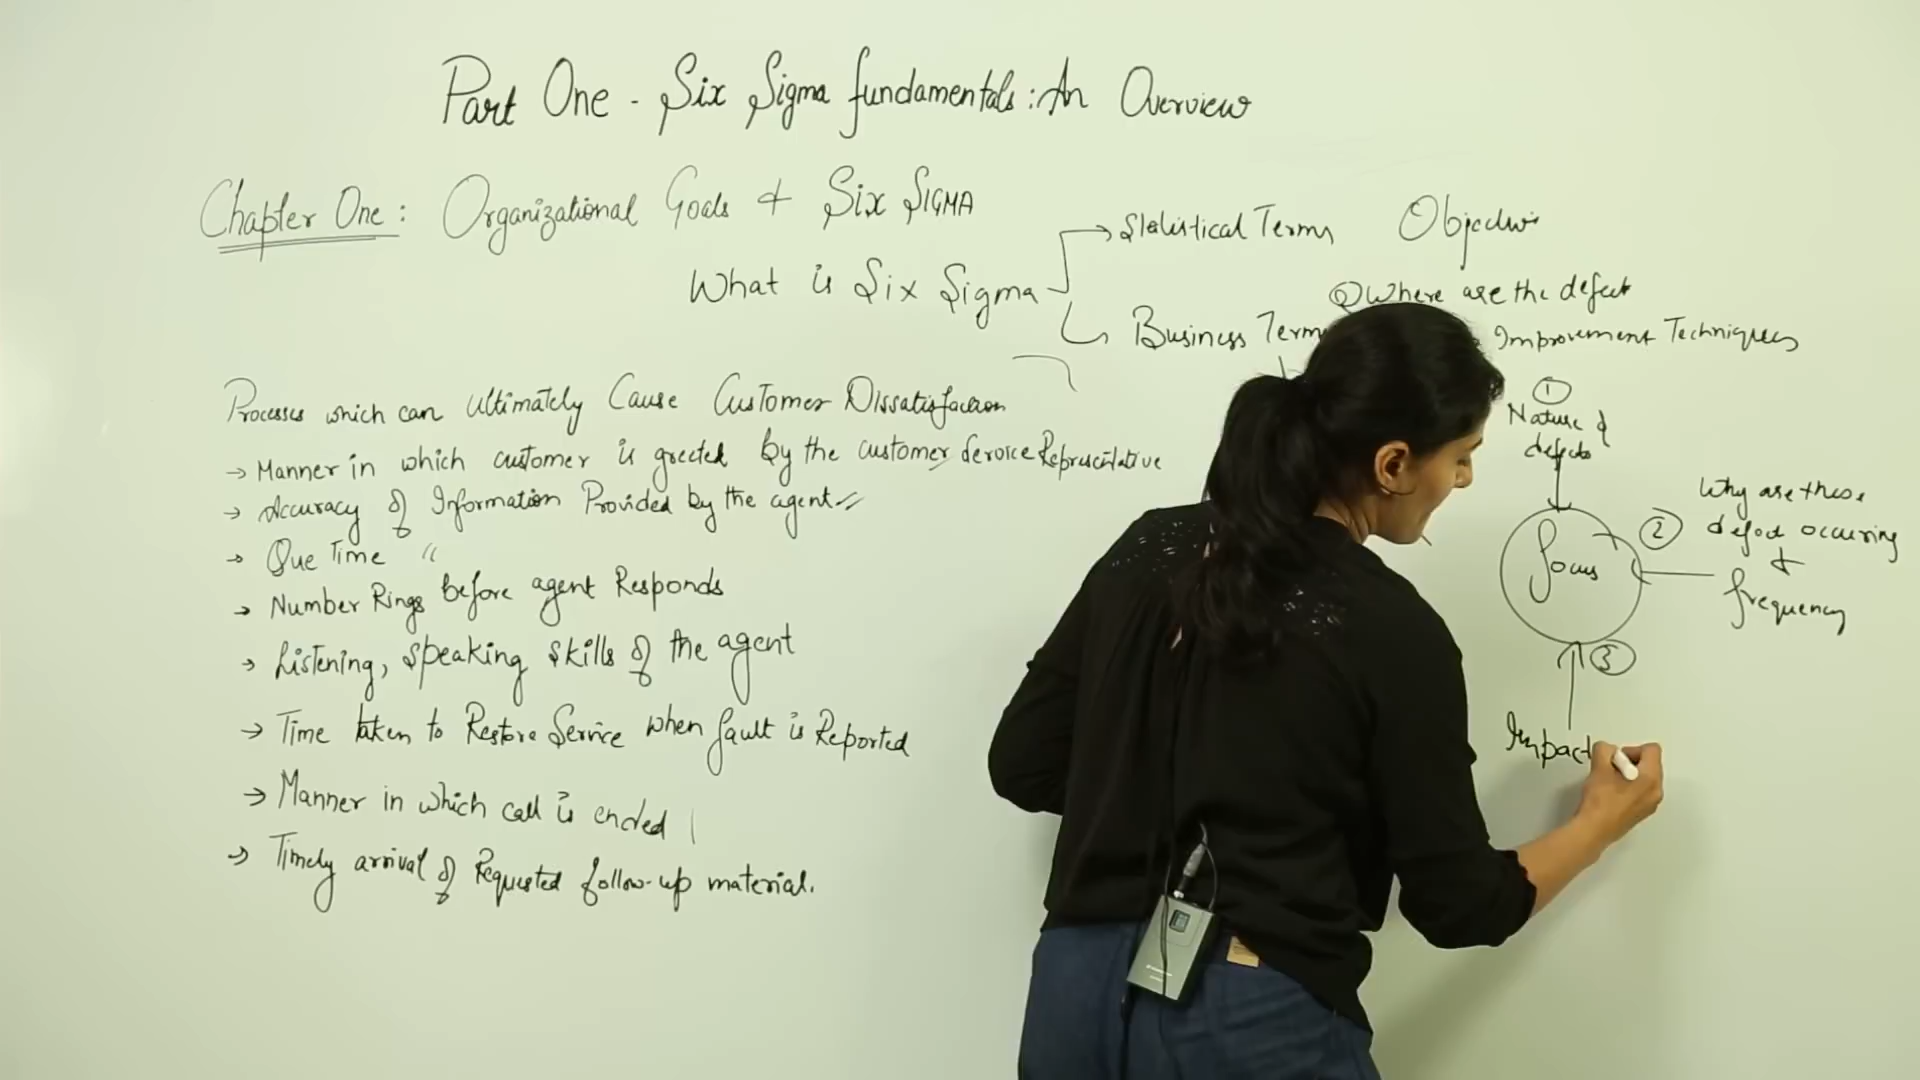 Part One - Six Sigma fundamentals: An Overview
Chapter One: Organizational Goals & Six SIGMA
What is Six Sigma
Statistical Terms
Business Terms
Objective
② Where are the defect
Improvement Techniques
Processes which can Ultimately Cause Customer Dissatisfaction
→ Manner in which customer is greeted by the customer service Representative
→ Accuracy of Information Provided by the agent
→ Que Time "
→ Number Rings Before agent Responds
→ Listening, speaking skills of the agent
→ Time taken to Restore Service when fault is Reported
→ Manner in which call is ended
→ Timely arrival of Requested follow-up material.
①
Nature of
defects
focus
②
Why are these
defect occurring
&
frequency
③
Impact